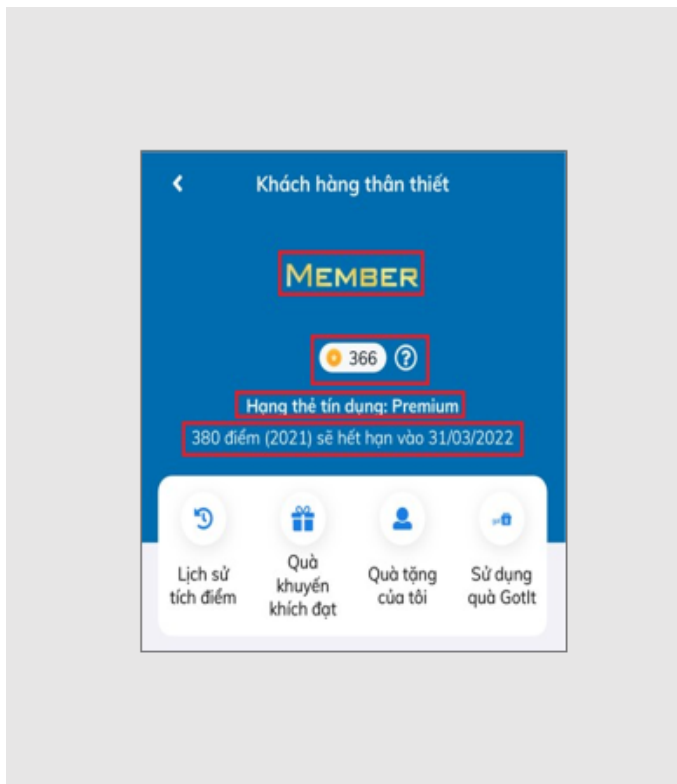 Khách hàng thân thiết
MEMBER
366 ?
Hạng thẻ tín dụng: Premium
380 điểm (2021) sẽ hết hạn vào 31/03/2022
Lịch sử
tích điểm
Quà
khuyến
khích đạt
Quà tặng
của tôi
Sử dụng
quà GotIt